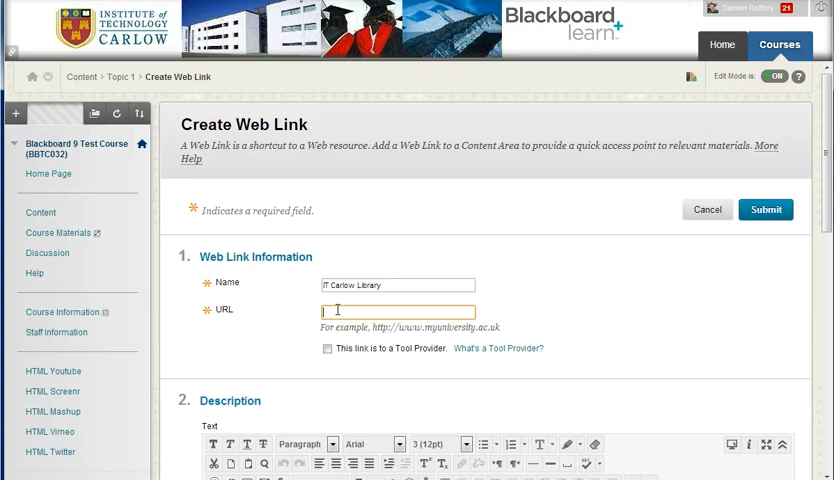 INSTITUTE of
TECHNOLOGY
CARLOW
Blackboard
learn+
Damien Raftery 21
Home
Courses
Content > Topic 1 > Create Web Link
Edit Mode is: ON ?
Blackboard 9 Test Course
(BBTC032)
Home Page
Content
Course Materials
Discussion
Help
Course Information
Staff Information
HTML Youtube
HTML Screenr
HTML Mashup
HTML Vimeo
HTML Twitter
Create Web Link
A Web Link is a shortcut to a Web resource. Add a Web Link to a Content Area to provide a quick access point to relevant materials. More
Help
* Indicates a required field.
Cancel
Submit
1. Web Link Information
* Name
IT Carlow Library
* URL
For example, http://www.myuniversity.ac.uk
This link is to a Tool Provider. What's a Tool Provider?
2. Description
Text
T T T T Paragraph Arial 3 (12pt)